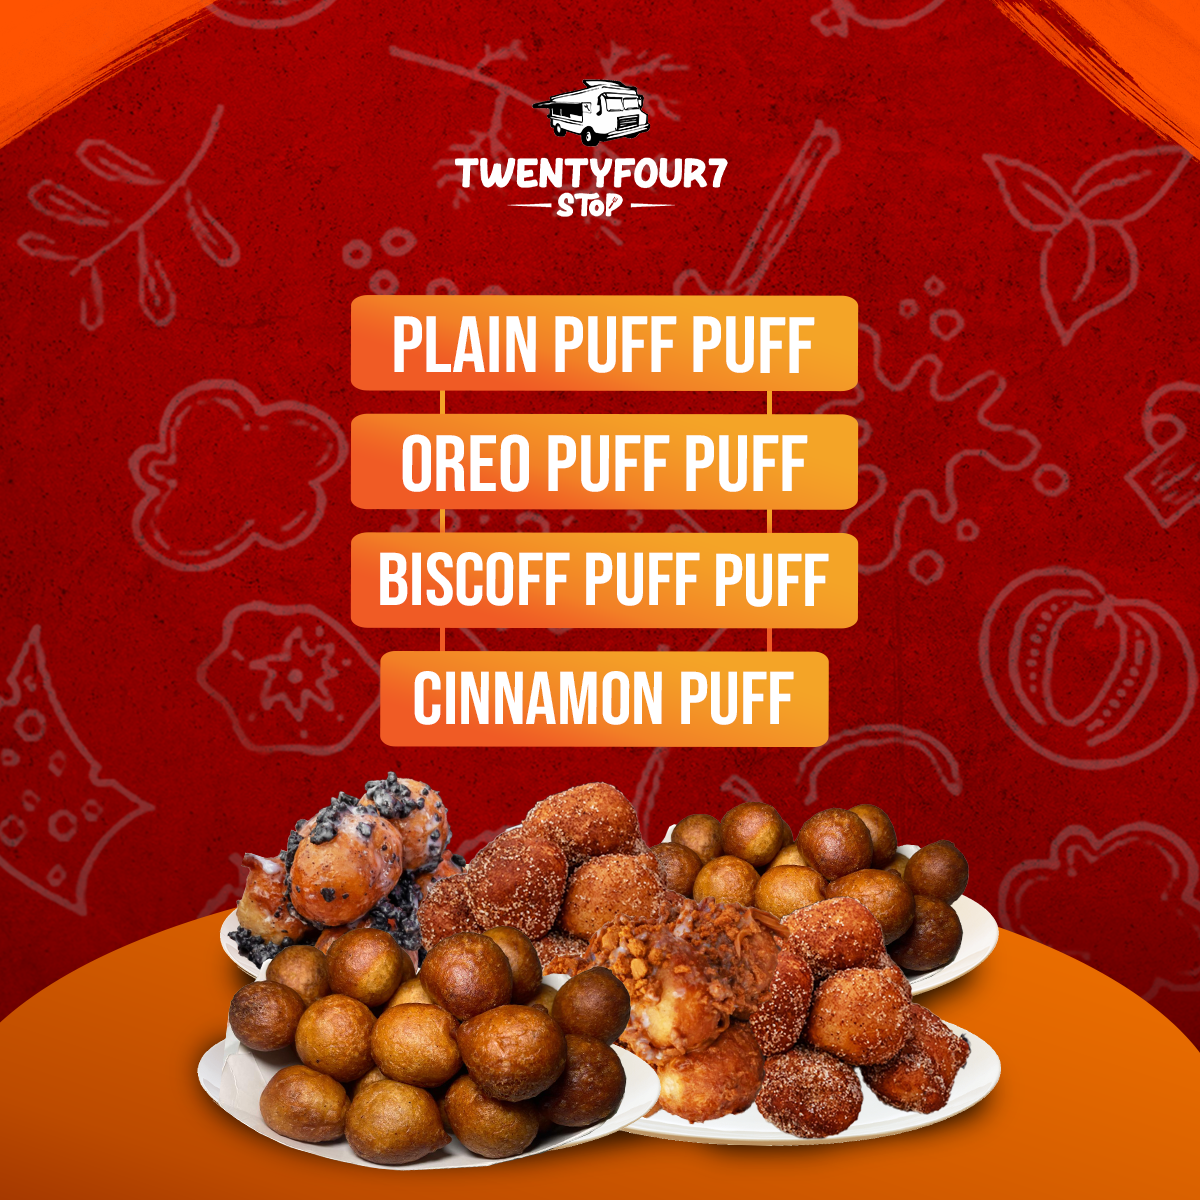 TWENTYFOUR7
STOP
PLAIN PUFF PUFF
OREO PUFF PUFF
BISCOFF PUFF PUFF
CINNAMON PUFF